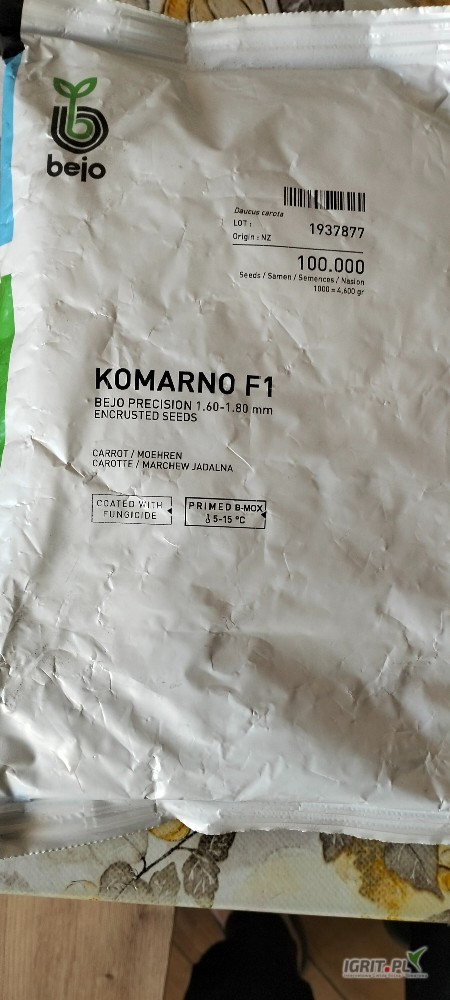 bejo
Daucus carota
LOT :
1937877
Origin : NZ
100.000
Seeds / Samen / Semences / Nasion
1000 = 4,600 gr
KOMARNO F1
BEJO PRECISION 1.60-1.80 mm
ENCRUSTED SEEDS
CARROT / MOEHREN
CAROTTE / MARCHEW JADALNA
COATED WITH
FUNGICIDE
PRIMED B-MOX
5-15 °C
IGRIT.PL